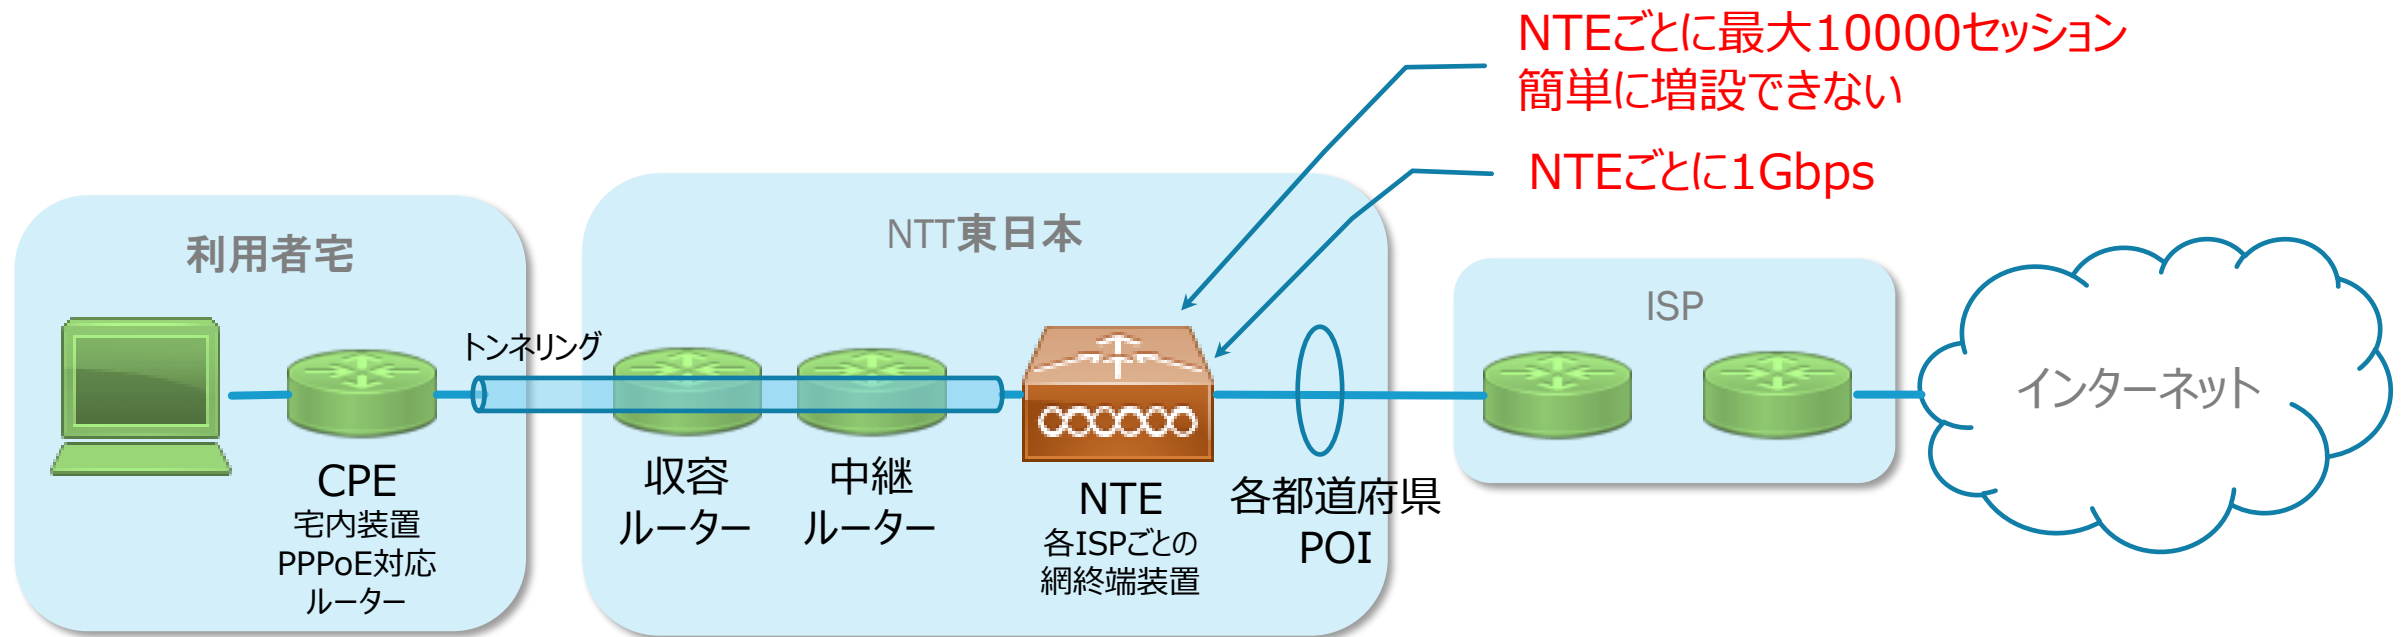 NTEごとに最大10000セッション
簡単に増設できない
NTEごとに1Gbps
利用者宅
NTT東日本
ISP
トンネリング
インターネット
CPE
宅内装置
PPPoE対応
ルーター
収容
ルーター
中継
ルーター
NTE
各ISPごとの
網終端装置
各都道府県
POI